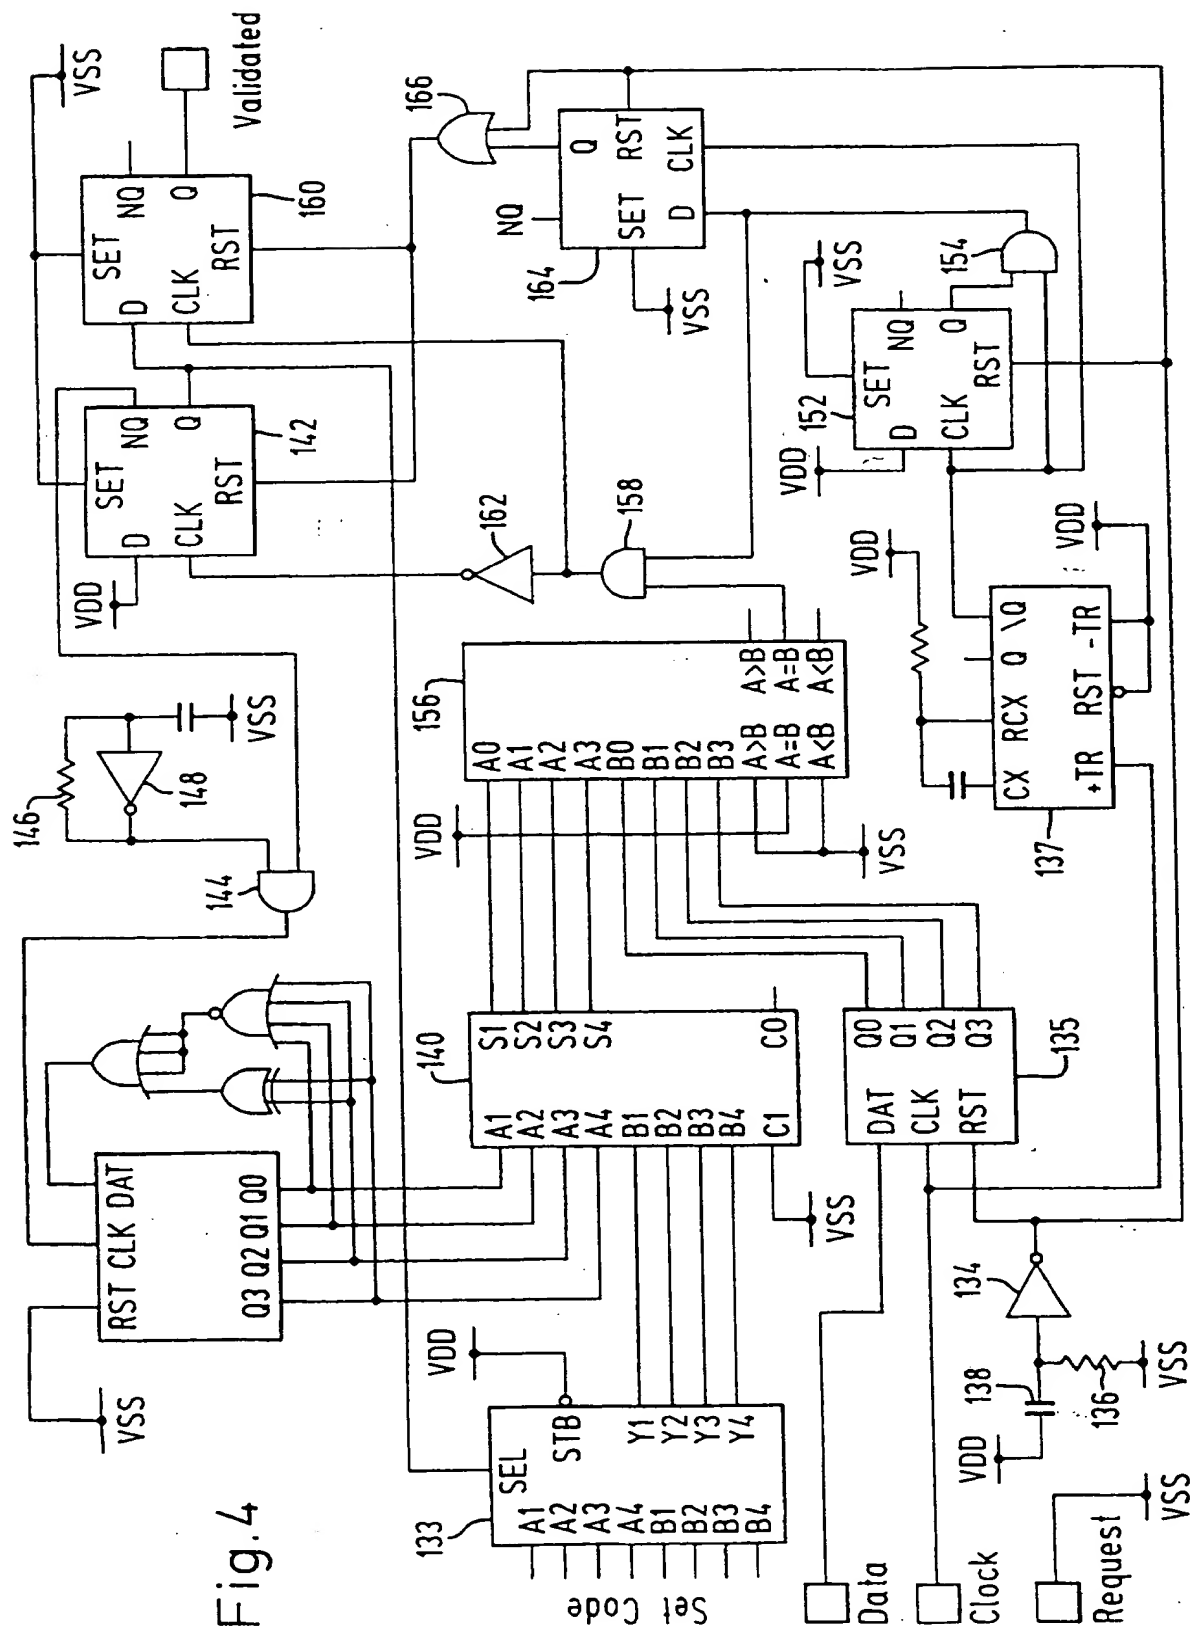 Fig.4
VSS
RST CLK DAT
Q3 Q2 Q1 Q0
144
146
148
VSS
VDD
SET
D
NQ
CLK
Q
RST
142
SET
D
NQ
CLK
Q
RST
160
VSS
Validated
Set Code
133
SEL
STB
A1
A2
A3
A4
B1
B2
B3
B4
Y1
Y2
Y3
Y4
VDD
140
A1
A2
A3
A4
B1
B2
B3
B4
C1
S1
S2
S3
S4
C0
VSS
VDD
156
A0
A1
A2
A3
B0
B1
B2
B3
A>B
A=B
A<B
A>B
A=B
A<B
VSS
162
158
166
NQ
Q
SET
RST
D
CLK
164
VSS
Data
Clock
Request
VSS
VDD
138
136
VSS
134
DAT
CLK
RST
Q0
Q1
Q2
Q3
135
137
CX
RCX
Q
\Q
+TR
RST
-TR
VDD
VDD
VDD
152
SET
D
NQ
CLK
Q
RST
VSS
154